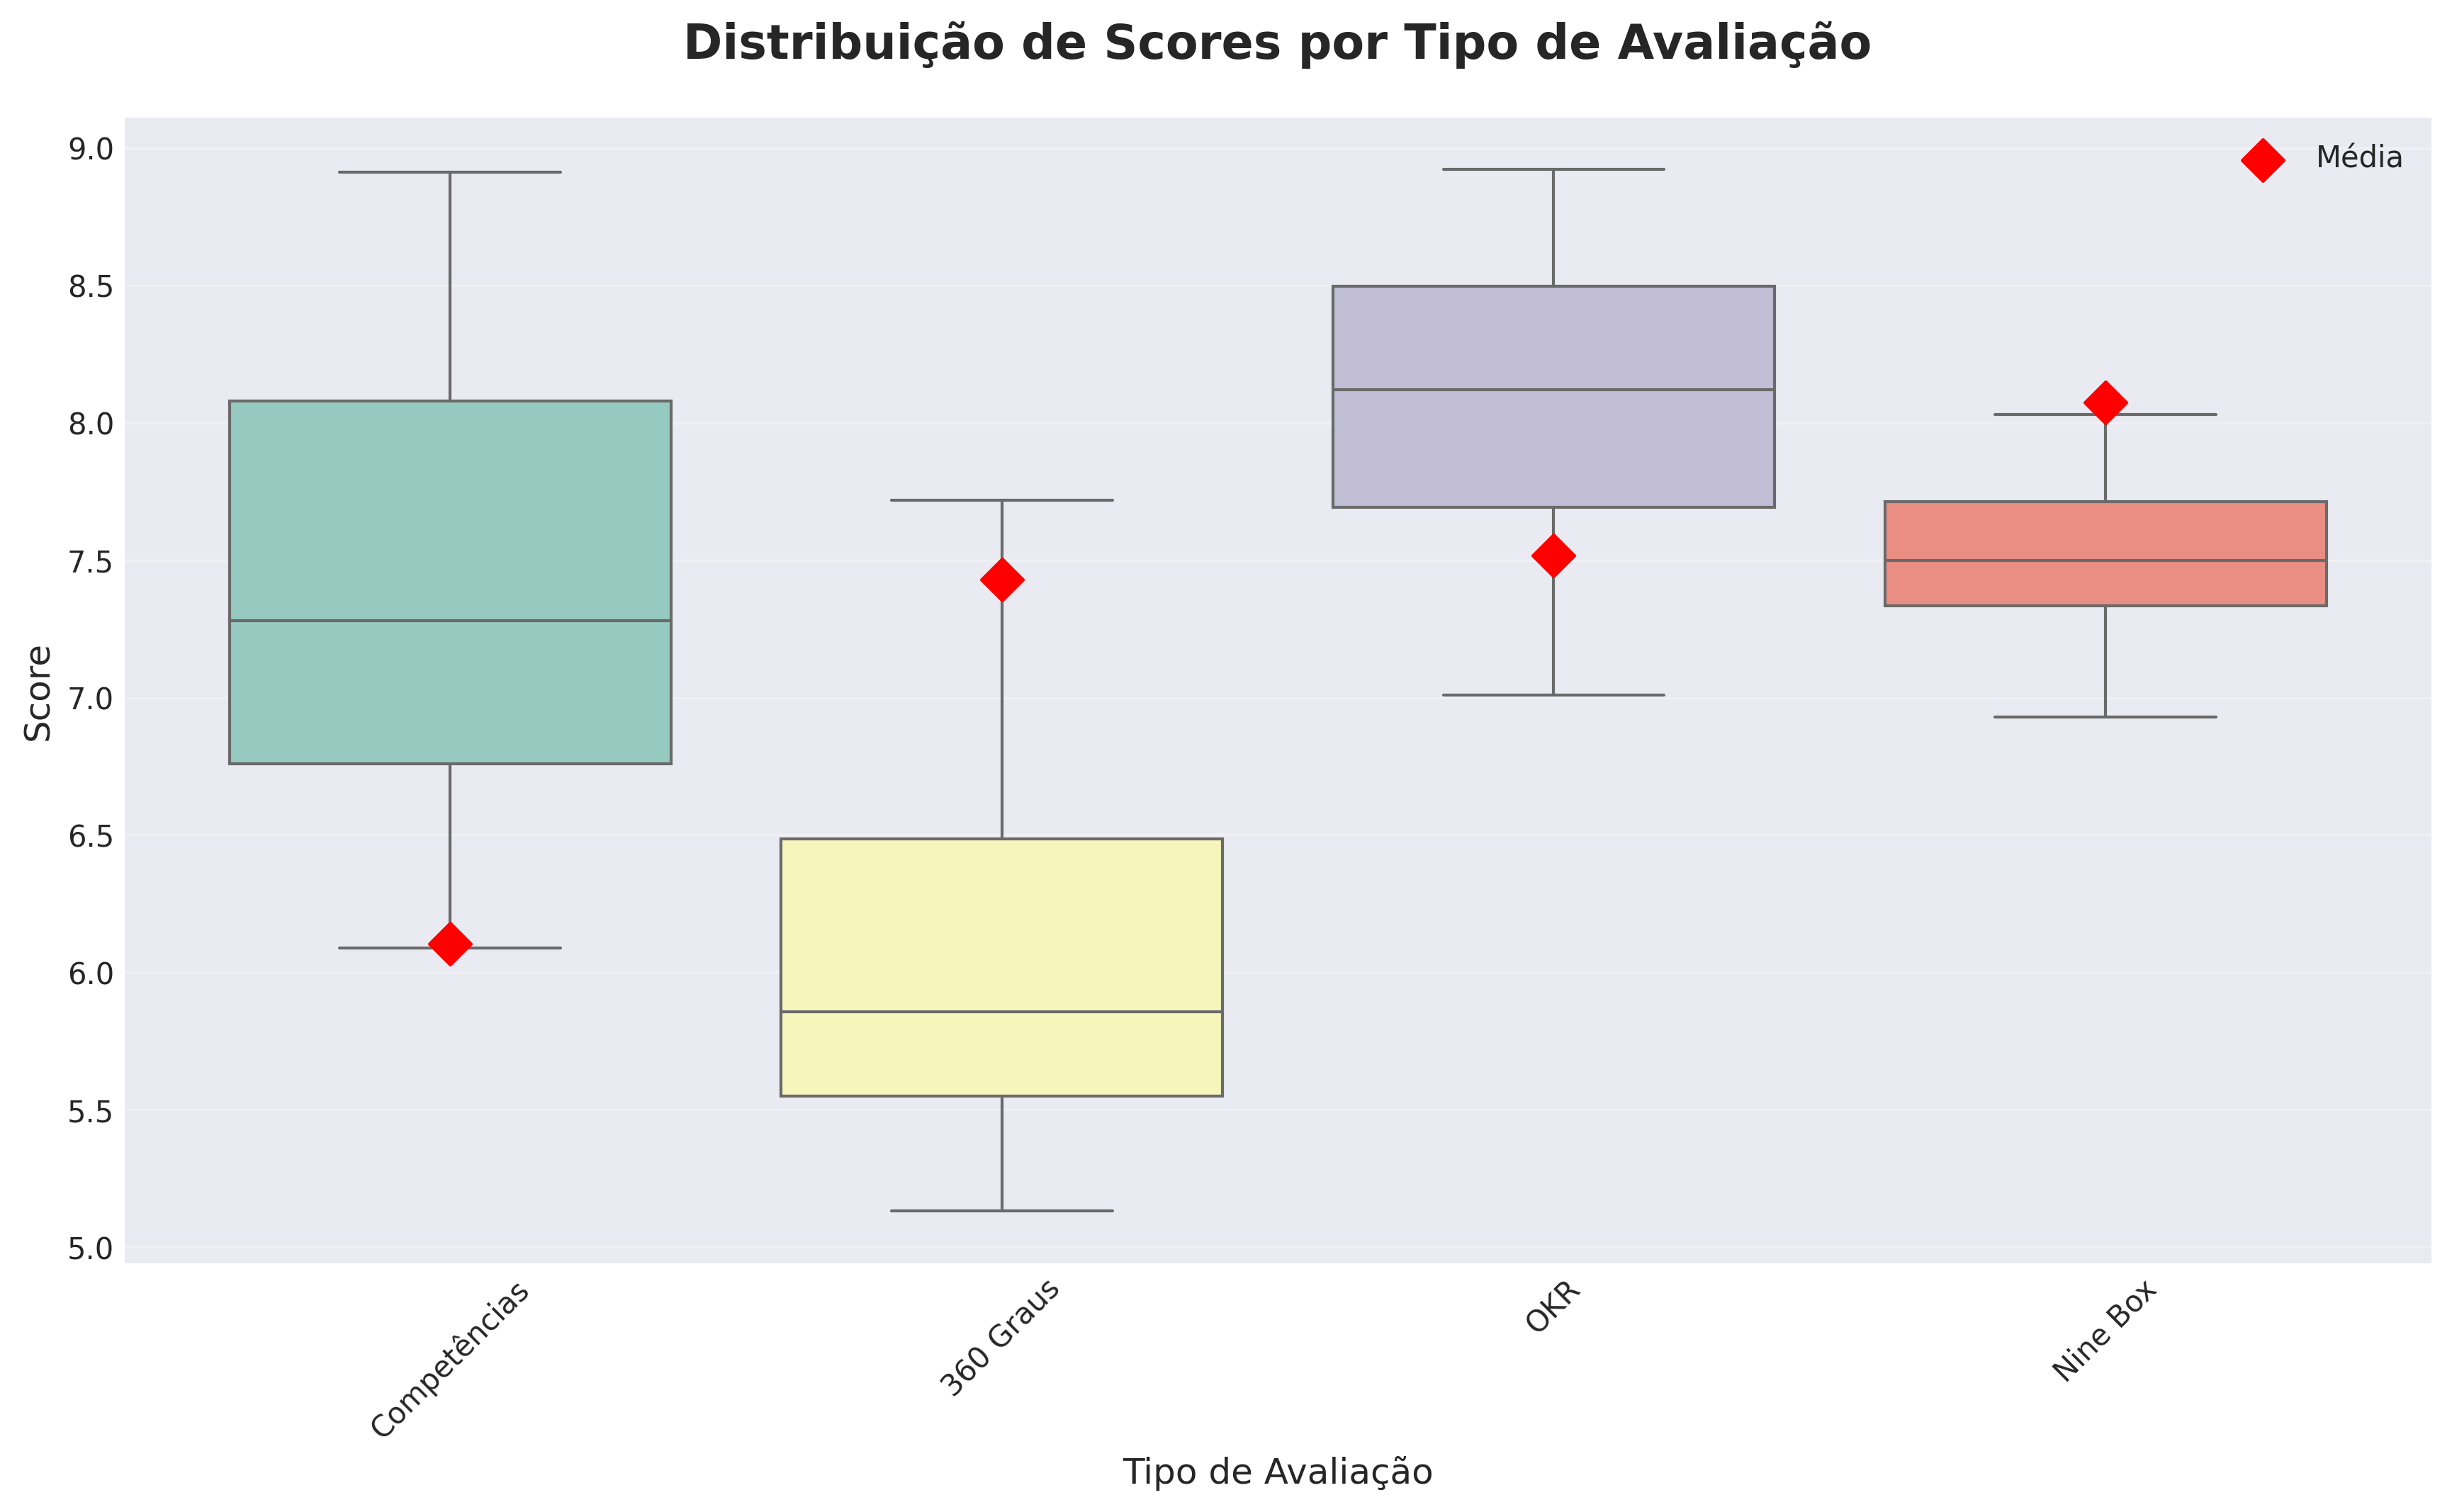 Distribuição de Scores por Tipo de Avaliação
Média
Score
9.0
8.5
8.0
7.5
7.0
6.5
6.0
5.5
5.0
Competências
360 Graus
OKR
Nine Box
Tipo de Avaliação